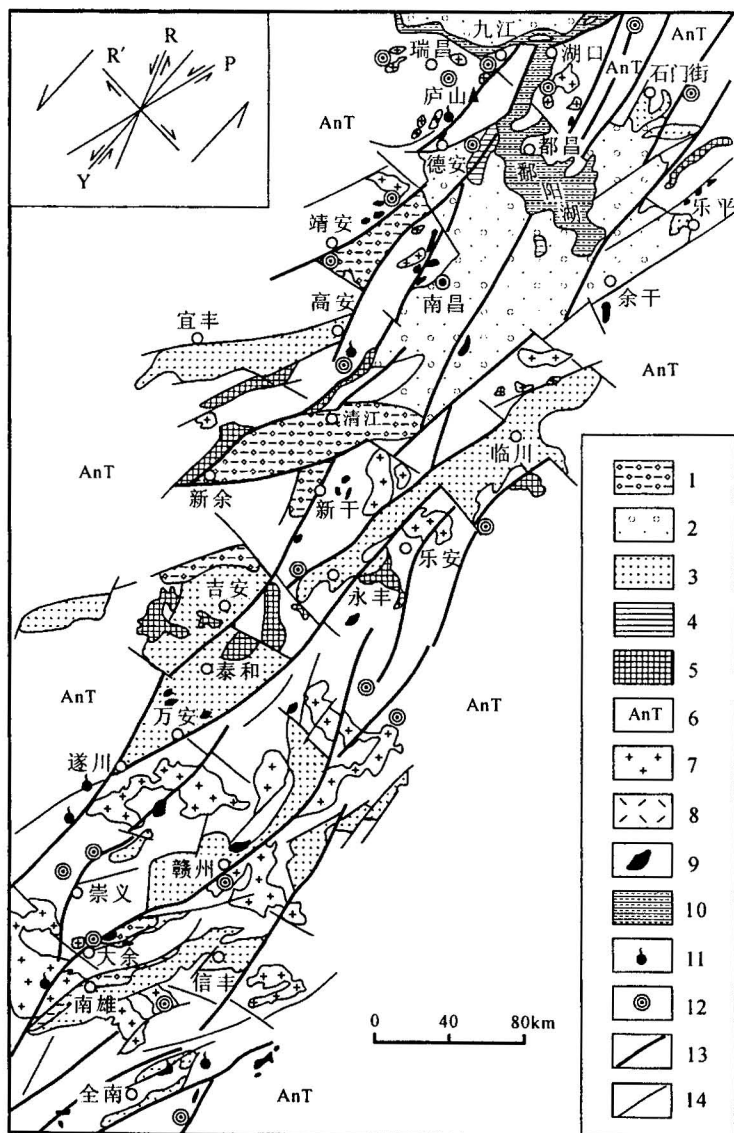 R
R′
P
Y
九江
瑞昌
湖口
AnT
AnT
石门街
庐山
AnT
都昌
德安
鄱阳湖
乐平
靖安
南昌
余干
高安
宜丰
AnT
清江
临川
AnT
新余
新干
乐安
永丰
吉安
泰和
AnT
AnT
万安
遂川
赣州
崇义
大余
信丰
南雄
0 40 80km
全南
AnT
1
2
3
4
5
AnT 6
7
8
9
10
11
12
13
14